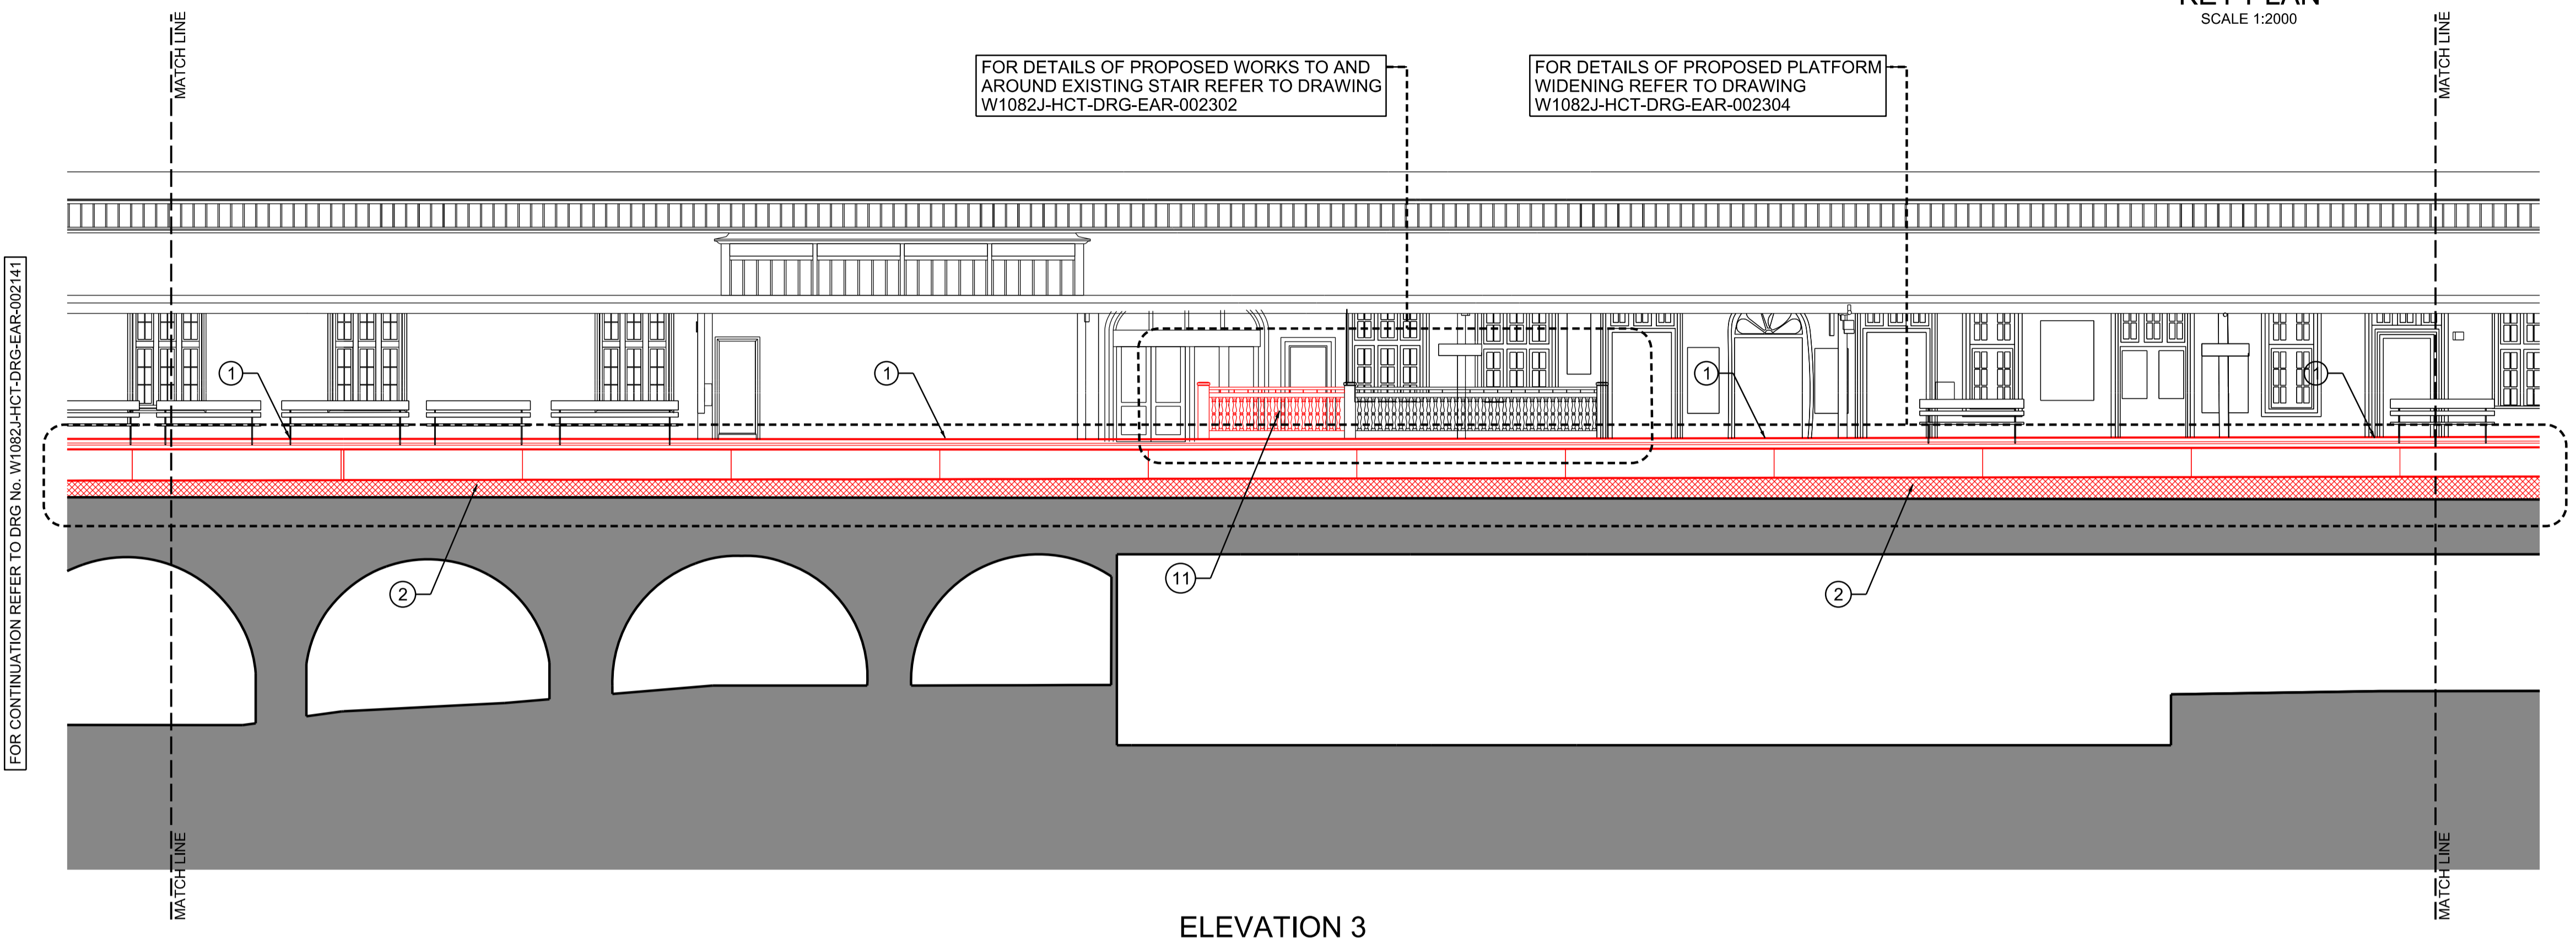 KEY PLAN
SCALE 1:2000
MATCH LINE
MATCH LINE
FOR DETAILS OF PROPOSED WORKS TO AND
AROUND EXISTING STAIR REFER TO DRAWING
W1082J-HCT-DRG-EAR-002302
FOR DETAILS OF PROPOSED PLATFORM
WIDENING REFER TO DRAWING
W1082J-HCT-DRG-EAR-002304
FOR CONTINUATION REFER TO DRG No. W1082J-HCT-DRG-EAR-002141
1
1
1
1
2
11
2
MATCH LINE
MATCH LINE
ELEVATION 3